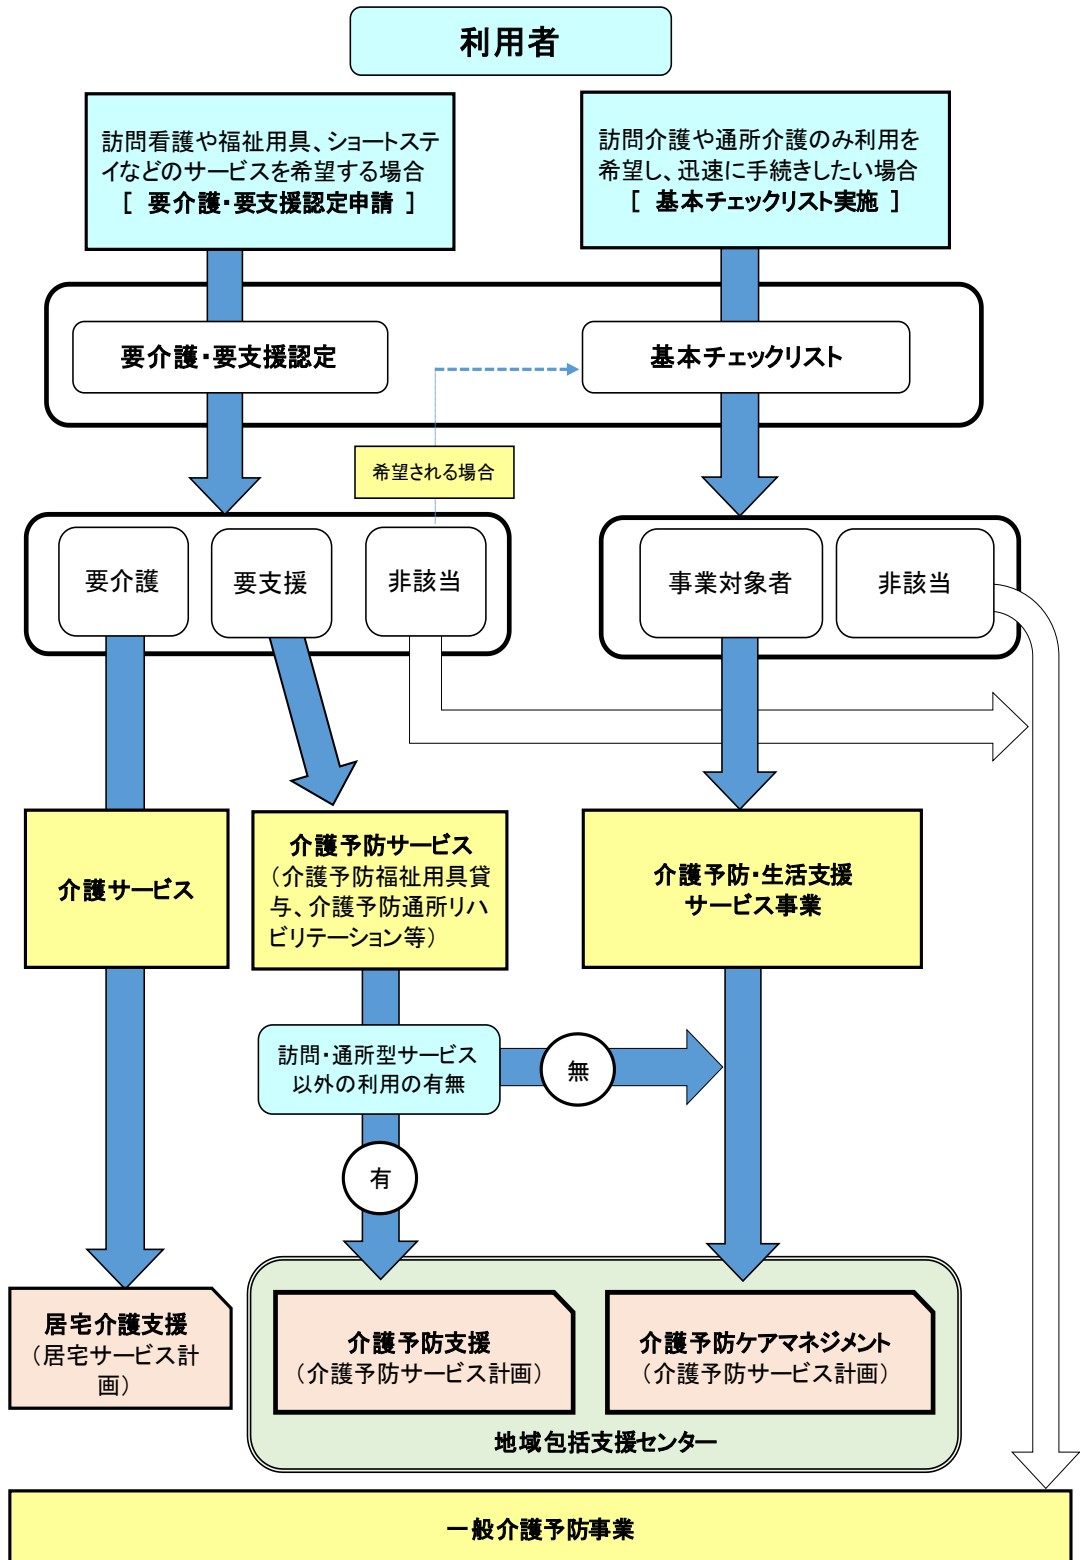 利用者
訪問看護や福祉用具、ショートステ
イなどのサービスを希望する場合
[ 要介護・要支援認定申請 ]
訪問介護や通所介護のみ利用を
希望し、迅速に手続きしたい場合
[ 基本チェックリスト実施 ]
要介護・要支援認定
基本チェックリスト
希望される場合
要介護
要支援
非該当
事業対象者
非該当
介護サービス
介護予防サービス
（介護予防福祉用具貸
与、介護予防通所リハ
ビリテーション等）
介護予防・生活支援
サービス事業
訪問・通所型サービス
以外の利用の有無
無
有
居宅介護支援
（居宅サービス計
画）
介護予防支援
（介護予防サービス計画）
介護予防ケアマネジメント
（介護予防サービス計画）
地域包括支援センター
一般介護予防事業